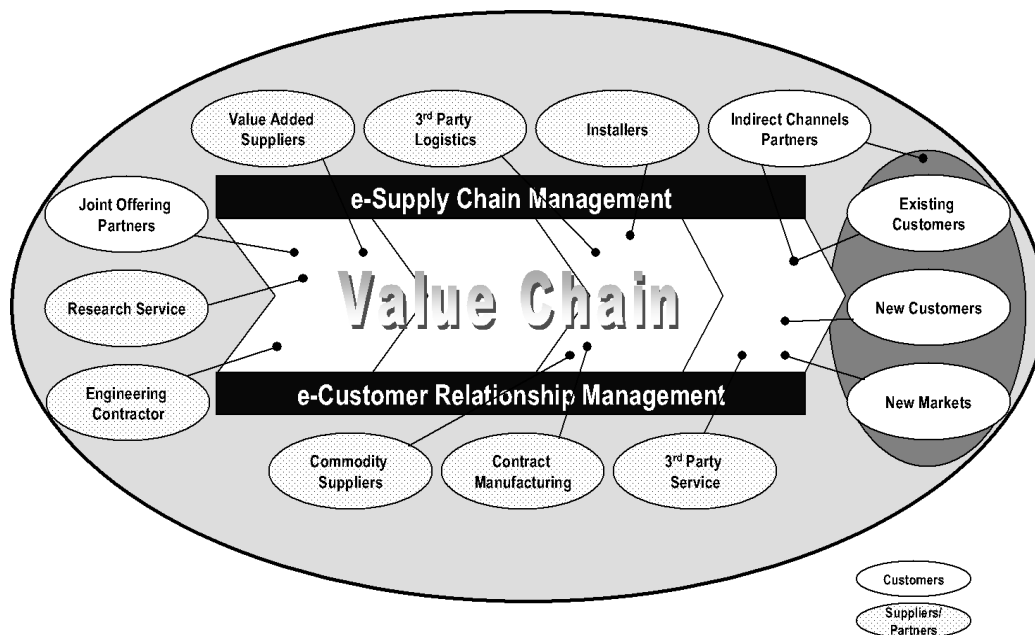 Value Added
Suppliers
3rd Party
Logistics
Installers
Indirect Channels
Partners
e-Supply Chain Management
Joint Offering
Partners
Existing
Customers
Research Service
Value Chain
New Customers
Engineering
Contractor
e-Customer Relationship Management
New Markets
Commodity
Suppliers
Contract
Manufacturing
3rd Party
Service
Customers
Suppliers/
Partners